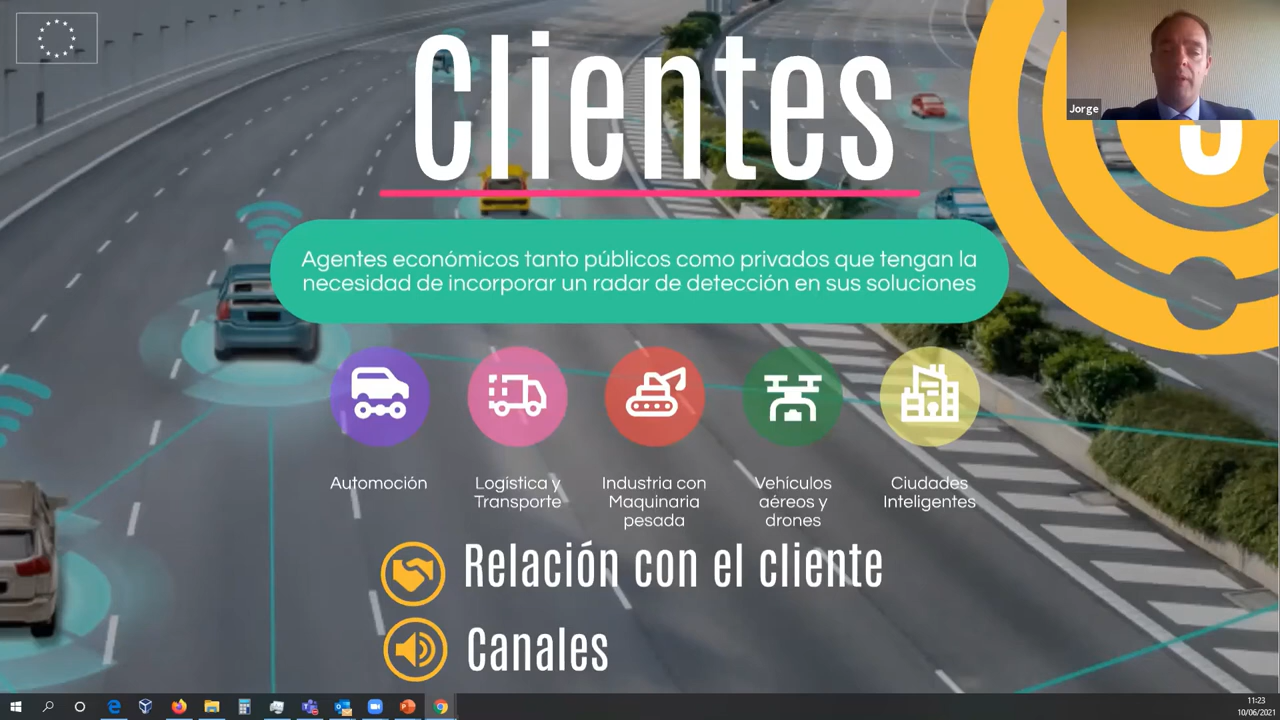 Clientes
Jorge
Agentes económicos tanto públicos como privados que tengan la
necesidad de incorporar un radar de detección en sus soluciones
Automoción
Logística y
Transporte
Industria con
Maquinaria
pesada
Vehículos
aéreos y
drones
Ciudades
Inteligentes
Relación con el cliente
Canales
11:23
10/06/2021